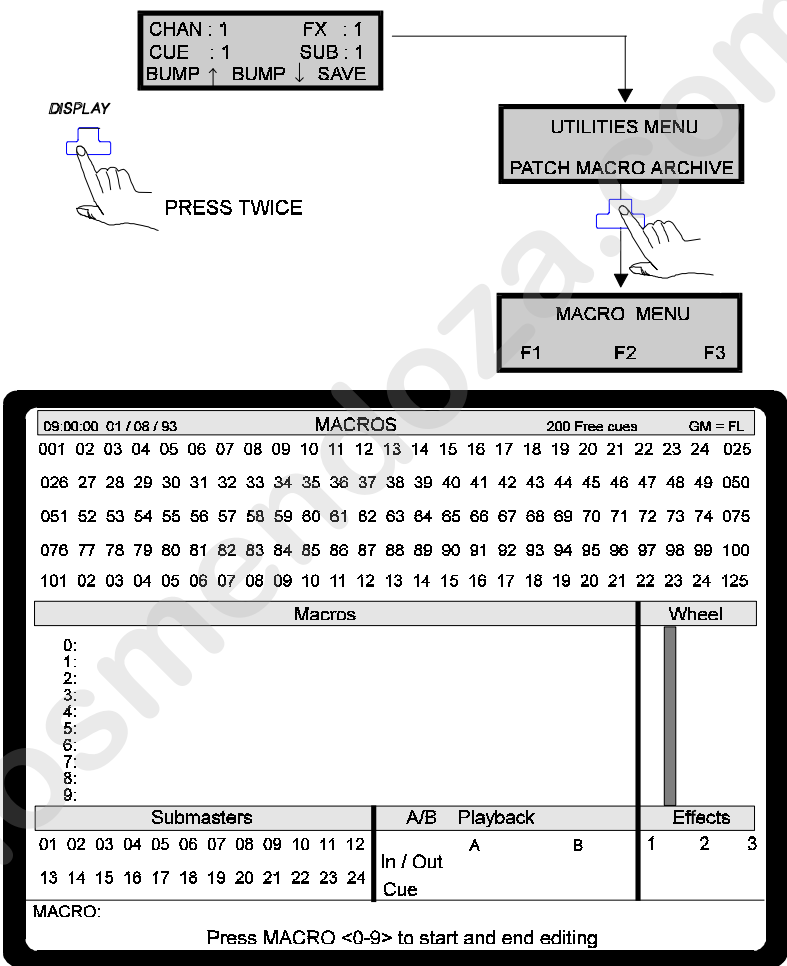 CHAN : 1 FX : 1
CUE : 1 SUB : 1
BUMP ↑ BUMP ↓ SAVE
DISPLAY
PRESS TWICE
UTILITIES MENU
PATCH MACRO ARCHIVE
MACRO MENU
F1 F2 F3
09:00:00 01 / 08 / 93 MACROS 200 Free cues GM = FL
001 02 03 04 05 06 07 08 09 10 11 12 13 14 15 16 17 18 19 20 21 22 23 24 025
026 27 28 29 30 31 32 33 34 35 36 37 38 39 40 41 42 43 44 45 46 47 48 49 050
051 52 53 54 55 56 57 58 59 60 61 62 63 64 65 66 67 68 69 70 71 72 73 74 075
076 77 78 79 80 81 82 83 84 85 86 87 88 89 90 91 92 93 94 95 96 97 98 99 100
101 02 03 04 05 06 07 08 09 10 11 12 13 14 15 16 17 18 19 20 21 22 23 24 125
Macros Wheel
0:
1:
2:
3:
4:
5:
6:
7:
8:
9:
Submasters A/B Playback Effects
01 02 03 04 05 06 07 08 09 10 11 12 A B 1 2 3
In / Out
13 14 15 16 17 18 19 20 21 22 23 24
Cue
MACRO:
Press MACRO <0-9> to start and end editing
osmendoza.com